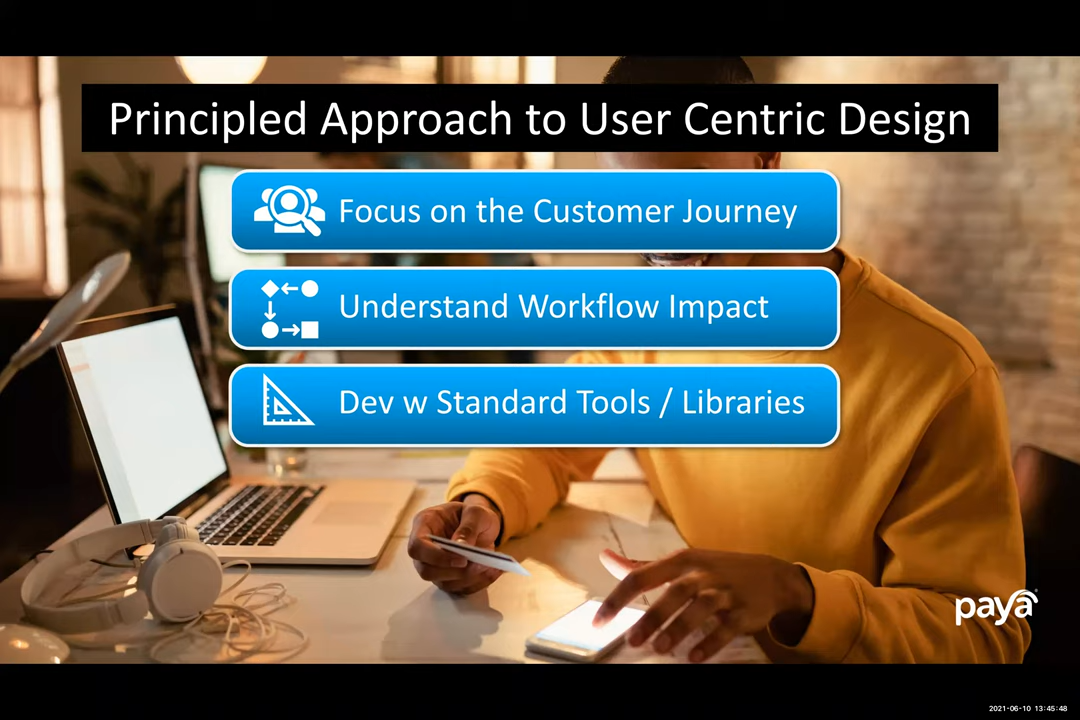 Principled Approach to User Centric Design
Focus on the Customer Journey
Understand Workflow Impact
Dev w Standard Tools / Libraries
paya
2021-06-10 13:45:48